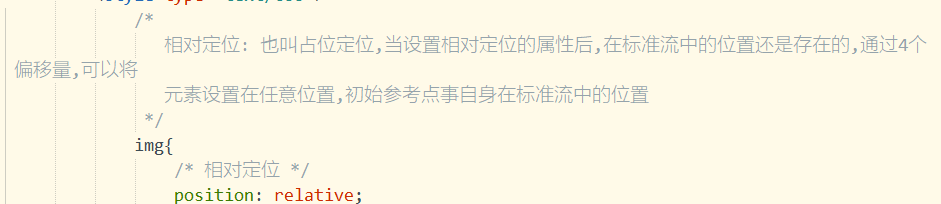 /*
相对定位: 也叫占位定位,当设置相对定位的属性后,在标准流中的位置还是存在的,通过4个
偏移量,可以将
元素设置在任意位置,初始参考点事自身在标准流中的位置
*/
img{
/* 相对定位 */
position: relative;